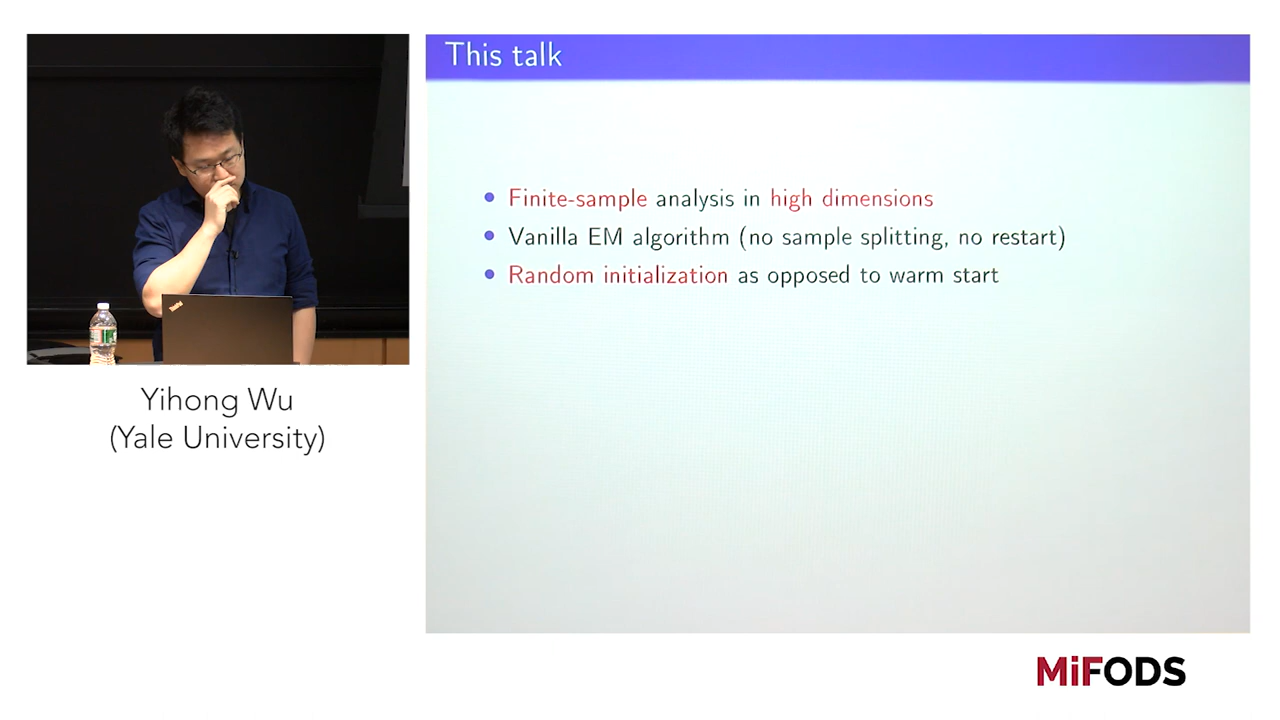 This talk
• Finite-sample analysis in high dimensions
• Vanilla EM algorithm (no sample splitting, no restart)
• Random initialization as opposed to warm start
Yihong Wu
(Yale University)
MiFODS